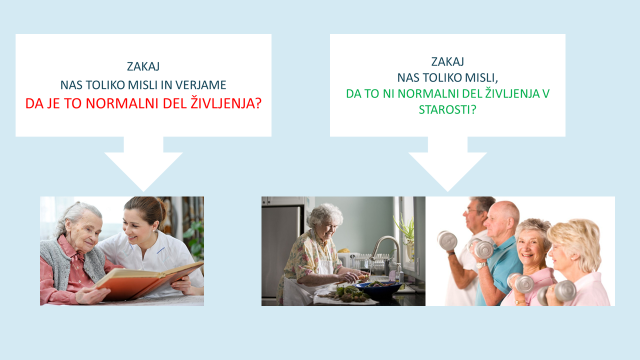 ZAKAJ
NAS TOLIKO MISLI IN VERJAME
DA JE TO NORMALNI DEL ŽIVLJENJA?
ZAKAJ
NAS TOLIKO MISLI,
DA TO NI NORMALNI DEL ŽIVLJENJA V
STAROSTI?